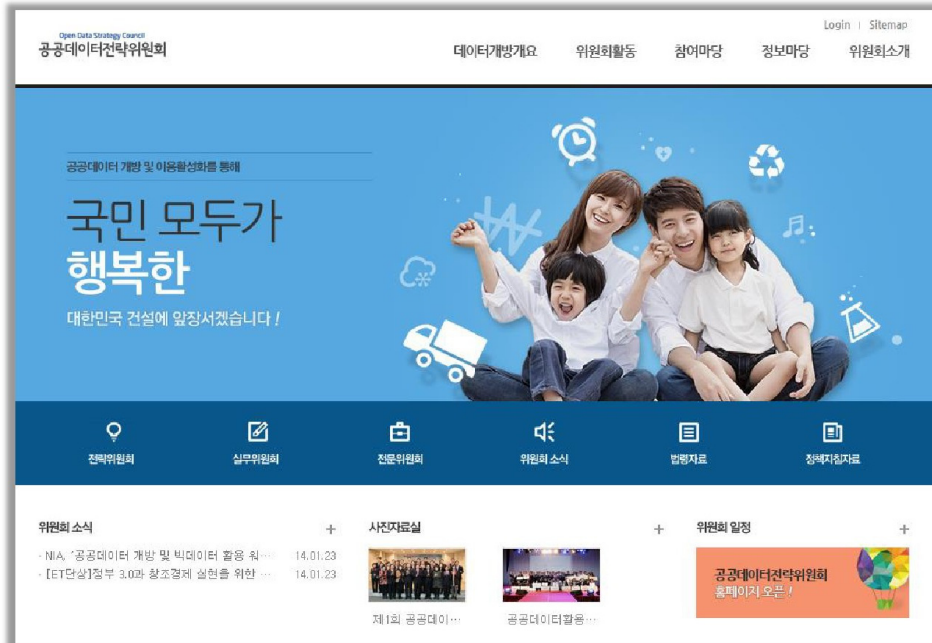 Login | Sitemap
Open Data Strategy Council
공공데이터전략위원회
데이터개방개요 위원회활동 참여마당 정보마당 위원회소개
공공데이터 개방 및 이용활성화를 통해
국민 모두가
행복한
대한민국 건설에 앞장서겠습니다 !
전략위원회 실무위원회 전문위원회 위원회 소식 법령자료 정책지침자료
위원회 소식 + 사진자료실 + 위원회 일정 +
· NIA, '공공데이터 개방 및 빅데이터 활용 워… 14.01.23
· [ET단상]정부 3.0과 창조경제 실현을 위한 … 14.01.23
공공데이터전략위원회
홈페이지 오픈 !
제1회 공공데이… 공공데이터활용…